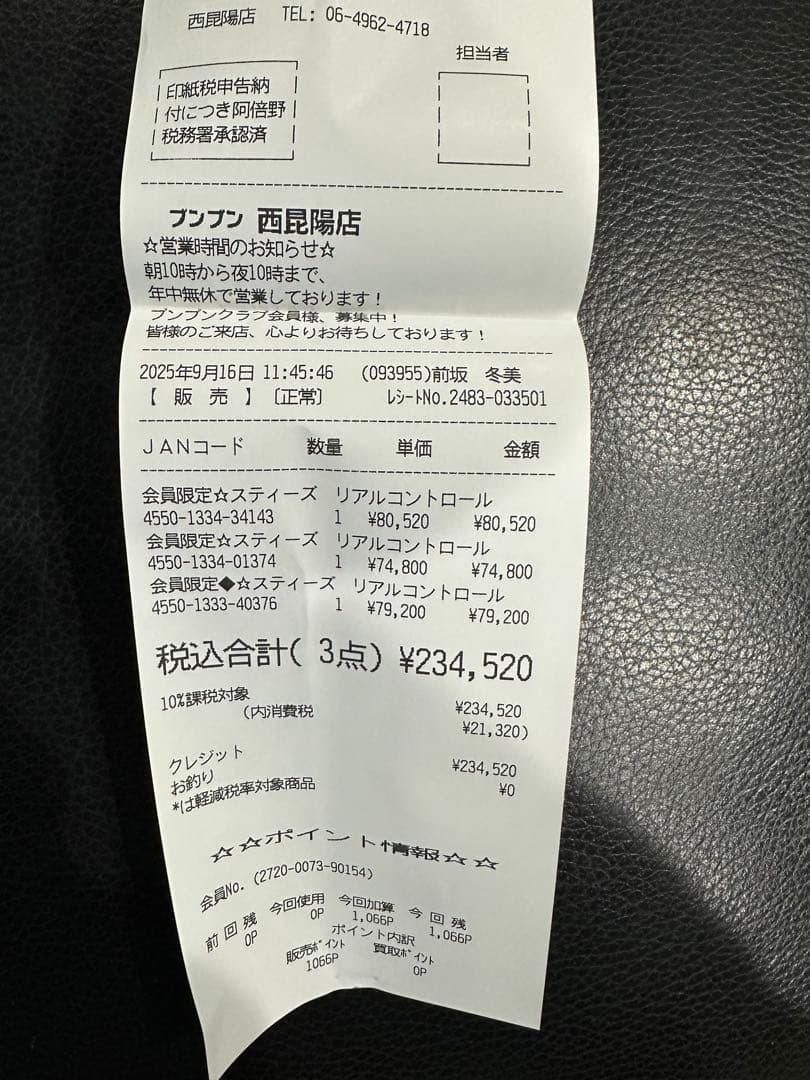 西昆陽店 TEL: 06-4962-4718
担当者
印紙税申告納
付につき阿倍野
税務署承認済
ブンブン 西昆陽店
☆営業時間のお知らせ☆
朝10時から夜10時まで、
年中無休で営業しております!
ブンブンクラブ会員様、募集中!
皆様のご来店、心よりお待ちしております!
2025年9月16日 11:45:46 (093955)前坂 冬美
【 販 売 】 [正常] レシートNo.2483-033501
JANコード 数量 単価 金額
会員限定☆スティーズ リアルコントロール
4550-1334-34143 1 ¥80,520 ¥80,520
会員限定☆スティーズ リアルコントロール
4550-1334-01374 1 ¥74,800 ¥74,800
会員限定◆☆スティーズ リアルコントロール
4550-1333-40376 1 ¥79,200 ¥79,200
税込合計( 3点) ¥234,520
10%課税対象 ¥234,520
(内消費税 ¥21,320)
クレジット ¥234,520
お釣り ¥0
*は軽減税率対象商品
☆☆ポイント情報☆☆
会員No. (2720-0073-90154)
前回残 今回使用 今回加算 今回残
0P 0P 1,066P 1,066P
ポイント内訳
販売ポイント 買取ポイント
1066P 0P